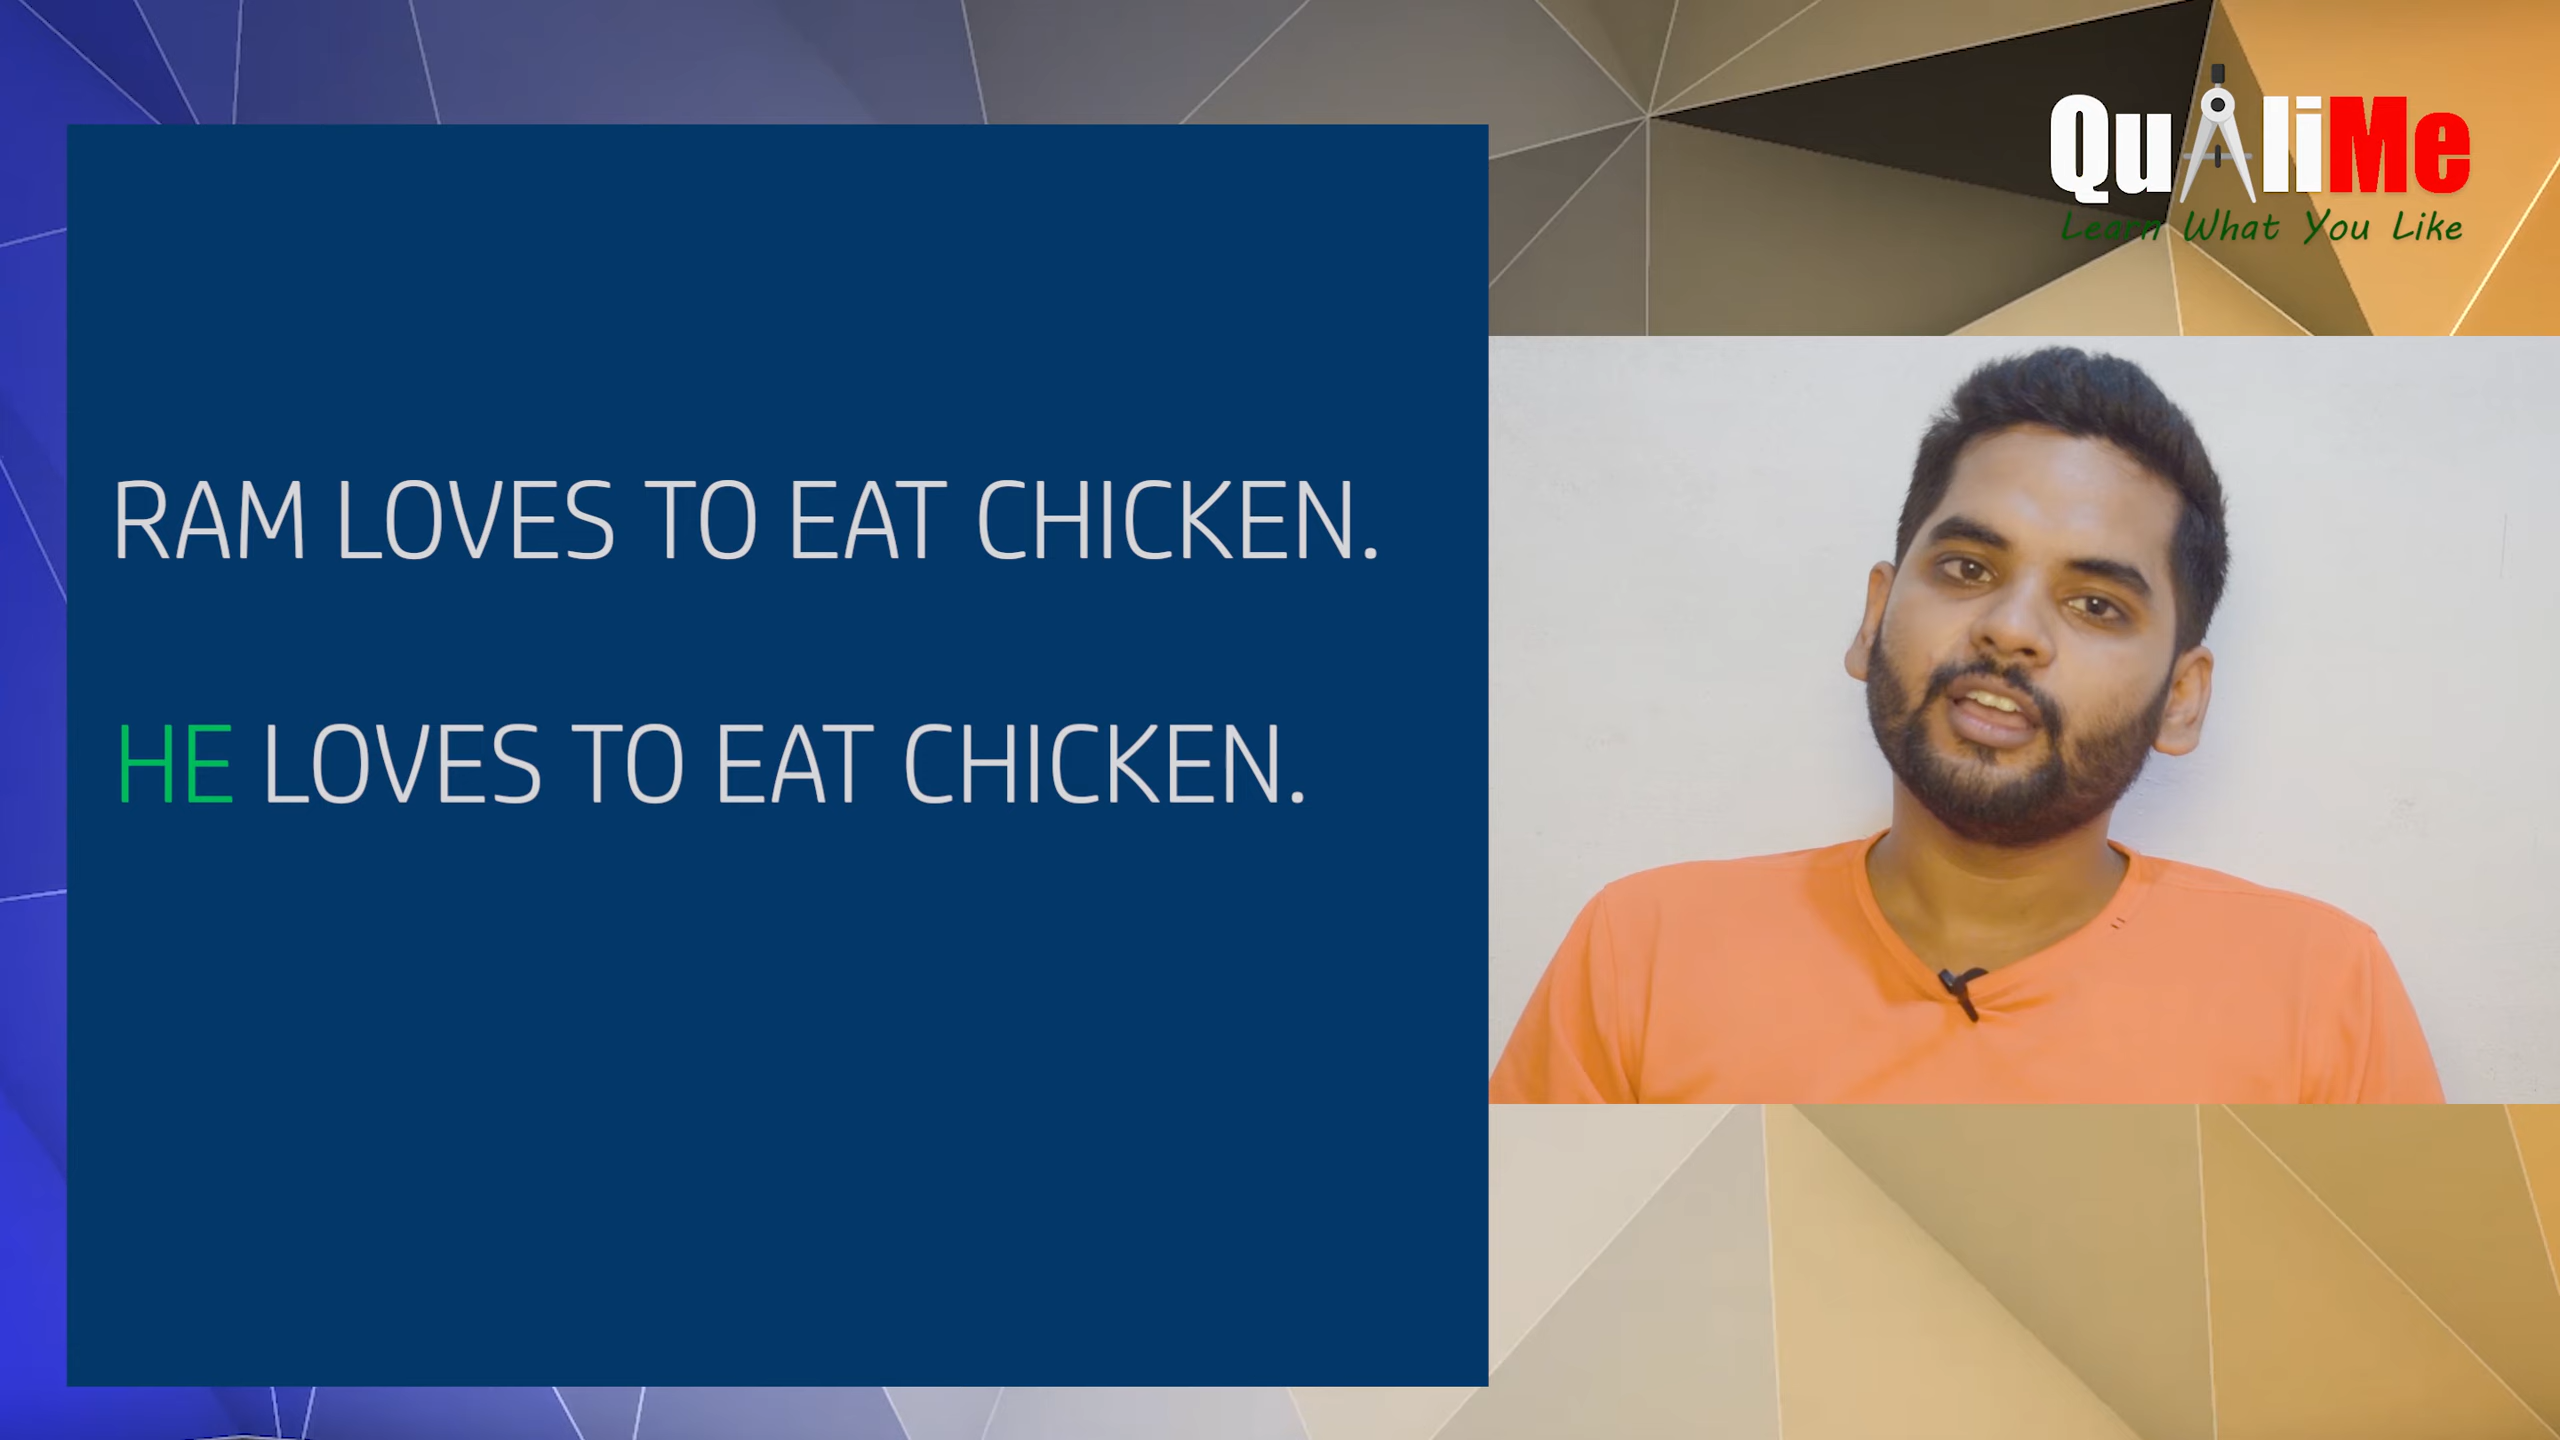 RAM LOVES TO EAT CHICKEN.
HE LOVES TO EAT CHICKEN.
QuAliMe
Learn What You Like